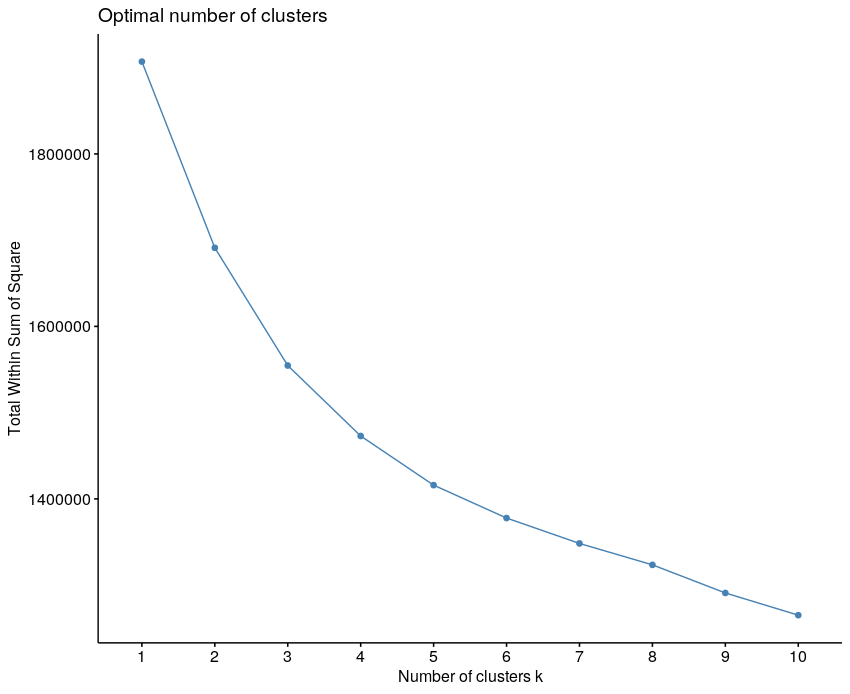 Optimal number of clusters
Total Within Sum of Square
1800000
1600000
1400000
1 2 3 4 5 6 7 8 9 10
Number of clusters k